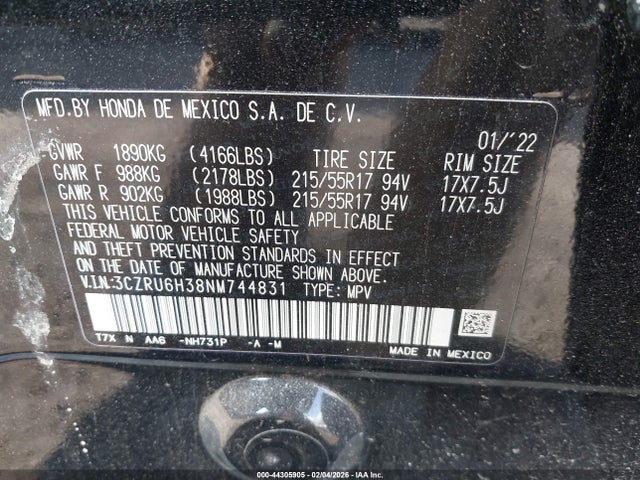 MFD.BY HONDA DE MEXICO S.A. DE C.V.
01/'22
GVWR 1890KG (4166LBS) TIRE SIZE RIM SIZE
GAWR F 988KG (2178LBS) 215/55R17 94V 17X7.5J
GAWR R 902KG (1988LBS) 215/55R17 94V 17X7.5J
THIS VEHICLE CONFORMS TO ALL APPLICABLE
FEDERAL MOTOR VEHICLE SAFETY
AND THEFT PREVENTION STANDARDS IN EFFECT
ON THE DATE OF MANUFACTURE SHOWN ABOVE.
V.I.N.:3CZRU6H38NM744831 TYPE: MPV
T7X N AA6 -NH731P -A -M
MADE IN MEXICO
000-44305905 - 02/04/2026 - IAA Inc.